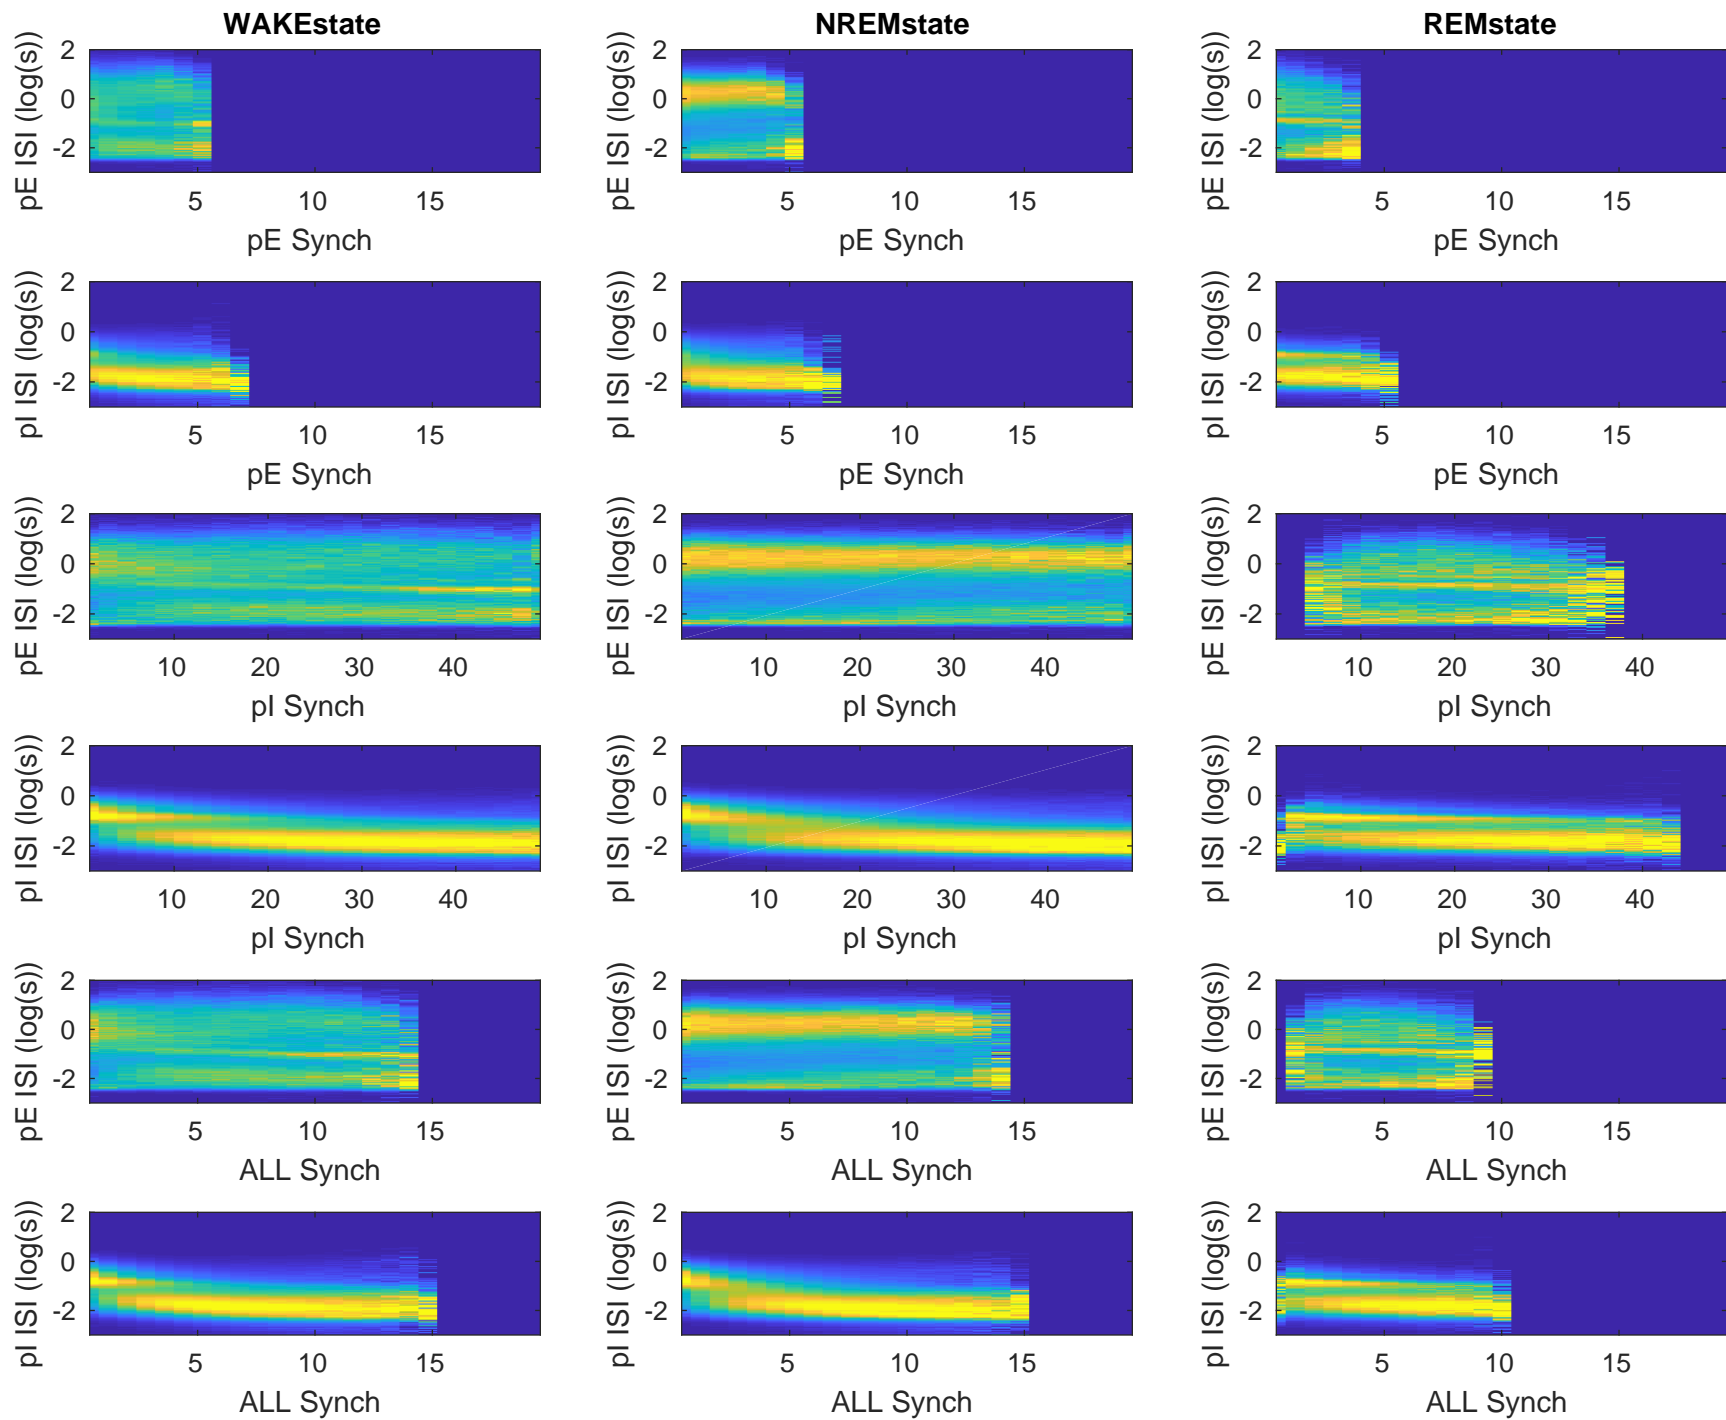 WAKEstate NREMstate REMstate
pE ISI (log(s)) 2 0 -2 pE ISI (log(s)) 2 0 -2 pE ISI (log(s)) 2 0 -2
5 10 15 5 10 15 5 10 15
pE Synch pE Synch pE Synch
pI ISI (log(s)) 2 0 -2 pI ISI (log(s)) 2 0 -2 pI ISI (log(s)) 2 0 -2
5 10 15 5 10 15 5 10 15
pE Synch pE Synch pE Synch
pE ISI (log(s)) 2 0 -2 pE ISI (log(s)) 2 0 -2 pE ISI (log(s)) 2 0 -2
10 20 30 40 10 20 30 40 10 20 30 40
pI Synch pI Synch pI Synch
pI ISI (log(s)) 2 0 -2 pI ISI (log(s)) 2 0 -2 pI ISI (log(s)) 2 0 -2
10 20 30 40 10 20 30 40 10 20 30 40
pI Synch pI Synch pI Synch
pE ISI (log(s)) 2 0 -2 pE ISI (log(s)) 2 0 -2 pE ISI (log(s)) 2 0 -2
5 10 15 5 10 15 5 10 15
ALL Synch ALL Synch ALL Synch
pI ISI (log(s)) 2 0 -2 pI ISI (log(s)) 2 0 -2 pI ISI (log(s)) 2 0 -2
5 10 15 5 10 15 5 10 15
ALL Synch ALL Synch ALL Synch